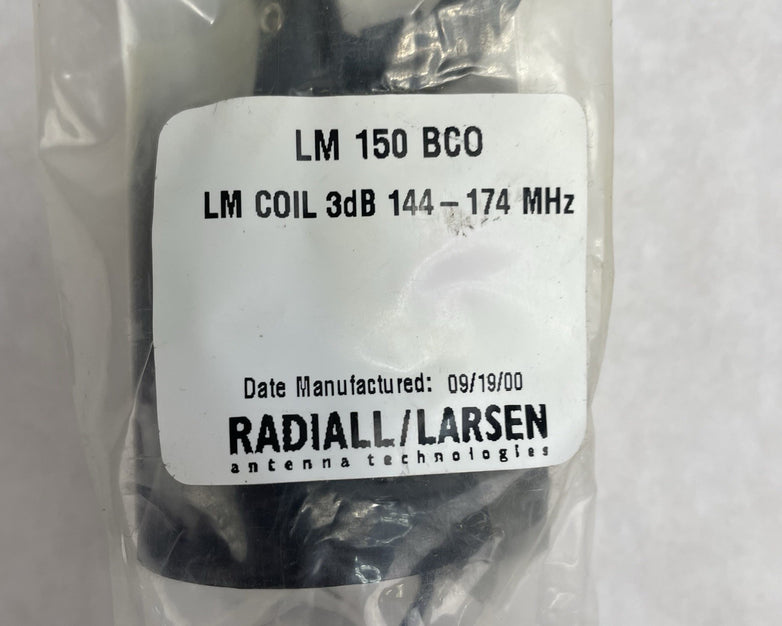 LM 150 BCO
LM COIL 3dB 144-174 MHz
Date Manufactured: 09/19/00
RADIALL/LARSEN
antenna technologies